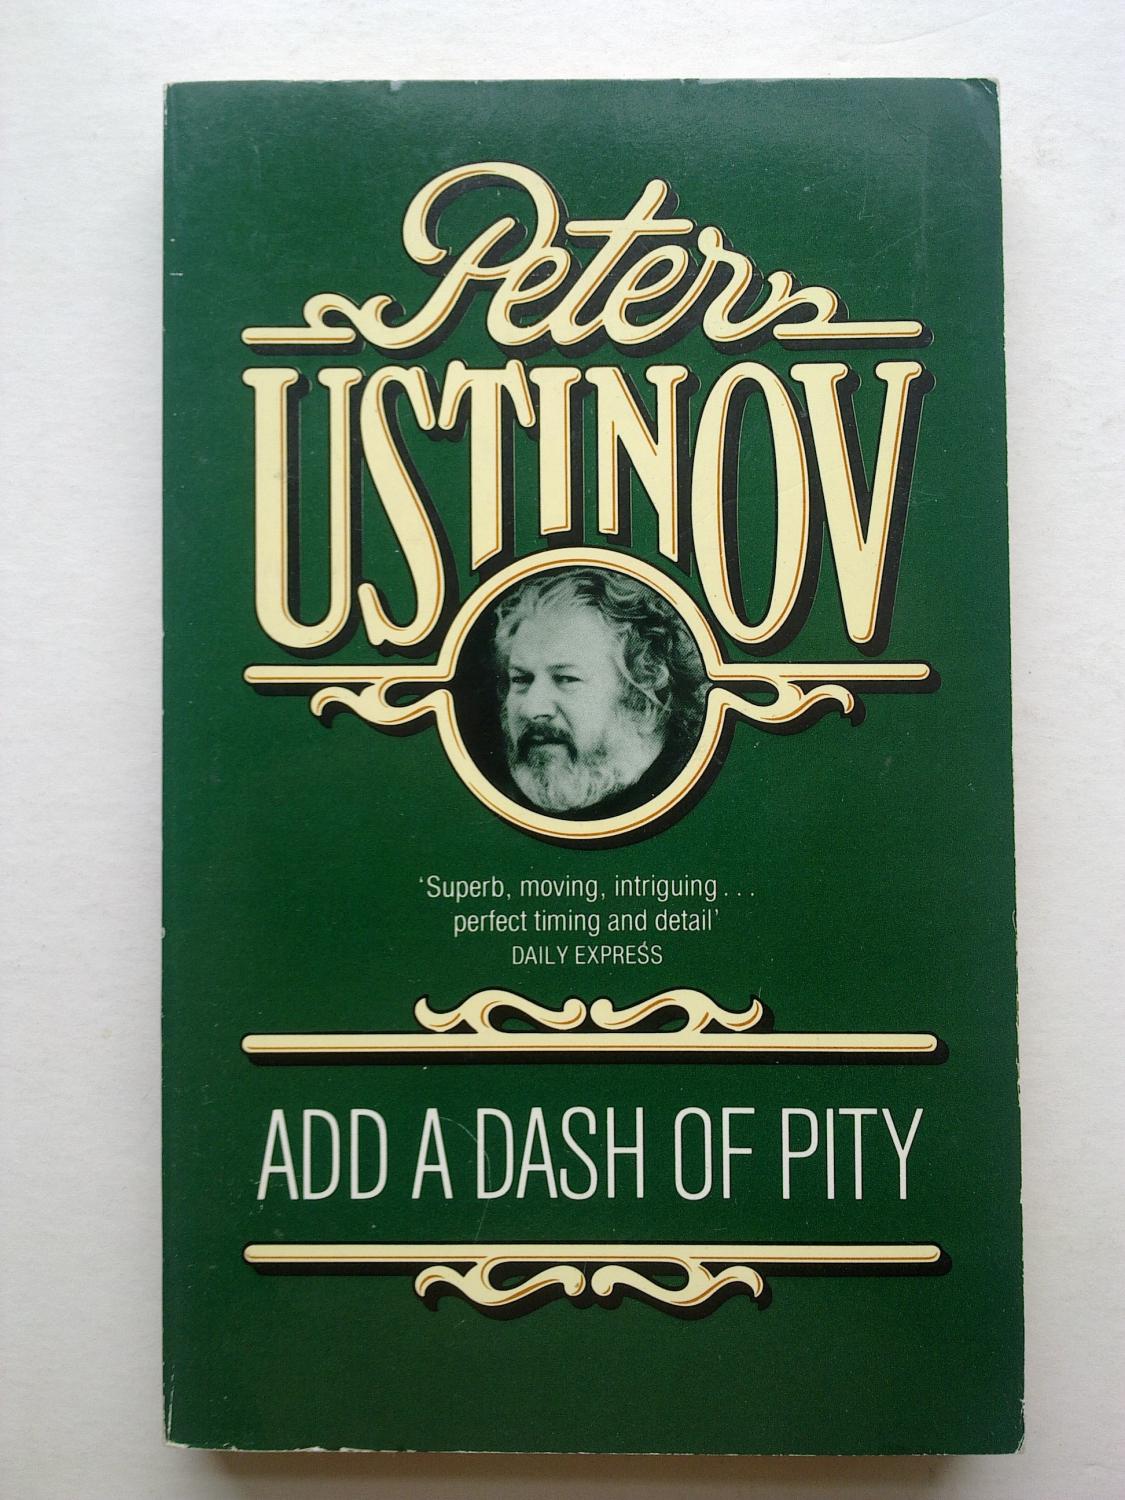 Peter
USTINOV
‘Superb, moving, intriguing . . .
perfect timing and detail’
DAILY EXPRESS
ADD A DASH OF PITY